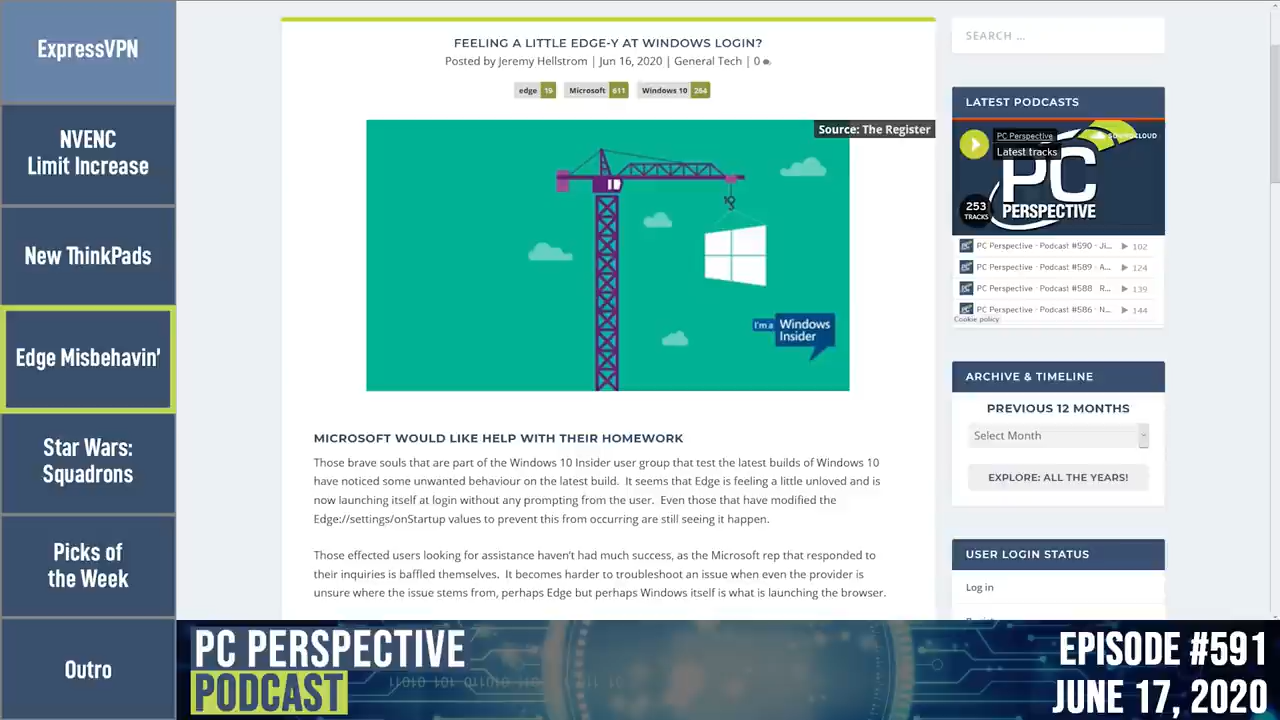 ExpressVPN
NVENC
Limit Increase
New ThinkPads
Edge Misbehavin'
Star Wars:
Squadrons
Picks of
the Week
Outro
FEELING A LITTLE EDGE-Y AT WINDOWS LOGIN?
Posted by Jeremy Hellstrom | Jun 16, 2020 | General Tech | 0
edge 19 Microsoft 611 Windows 10 264
Source: The Register
I'm a Windows
Insider
MICROSOFT WOULD LIKE HELP WITH THEIR HOMEWORK
Those brave souls that are part of the Windows 10 Insider user group that test the latest builds of Windows 10
have noticed some unwanted behaviour on the latest build. It seems that Edge is feeling a little unloved and is
now launching itself at login without any prompting from the user. Even those that have modified the
Edge://settings/onStartup values to prevent this from occurring are still seeing it happen.
Those effected users looking for assistance haven't had much success, as the Microsoft rep that responded to
their inquiries is baffled themselves. It becomes harder to troubleshoot an issue when even the provider is
unsure where the issue stems from, perhaps Edge but perhaps Windows itself is what is launching the browser.
SEARCH ...
LATEST PODCASTS
PC Perspective
Latest tracks
SOUNDCLOUD
PC
PERSPECTIVE
253
TRACKS
PC Perspective - Podcast #590 - Ji... 102
PC Perspective - Podcast #589 - A... 124
PC Perspective - Podcast #588 - R... 139
PC Perspective - Podcast #586 - N... 144
Cookie policy
ARCHIVE & TIMELINE
PREVIOUS 12 MONTHS
Select Month
EXPLORE: ALL THE YEARS!
USER LOGIN STATUS
Log in
PC PERSPECTIVE
PODCAST
EPISODE #591
JUNE 17, 2020